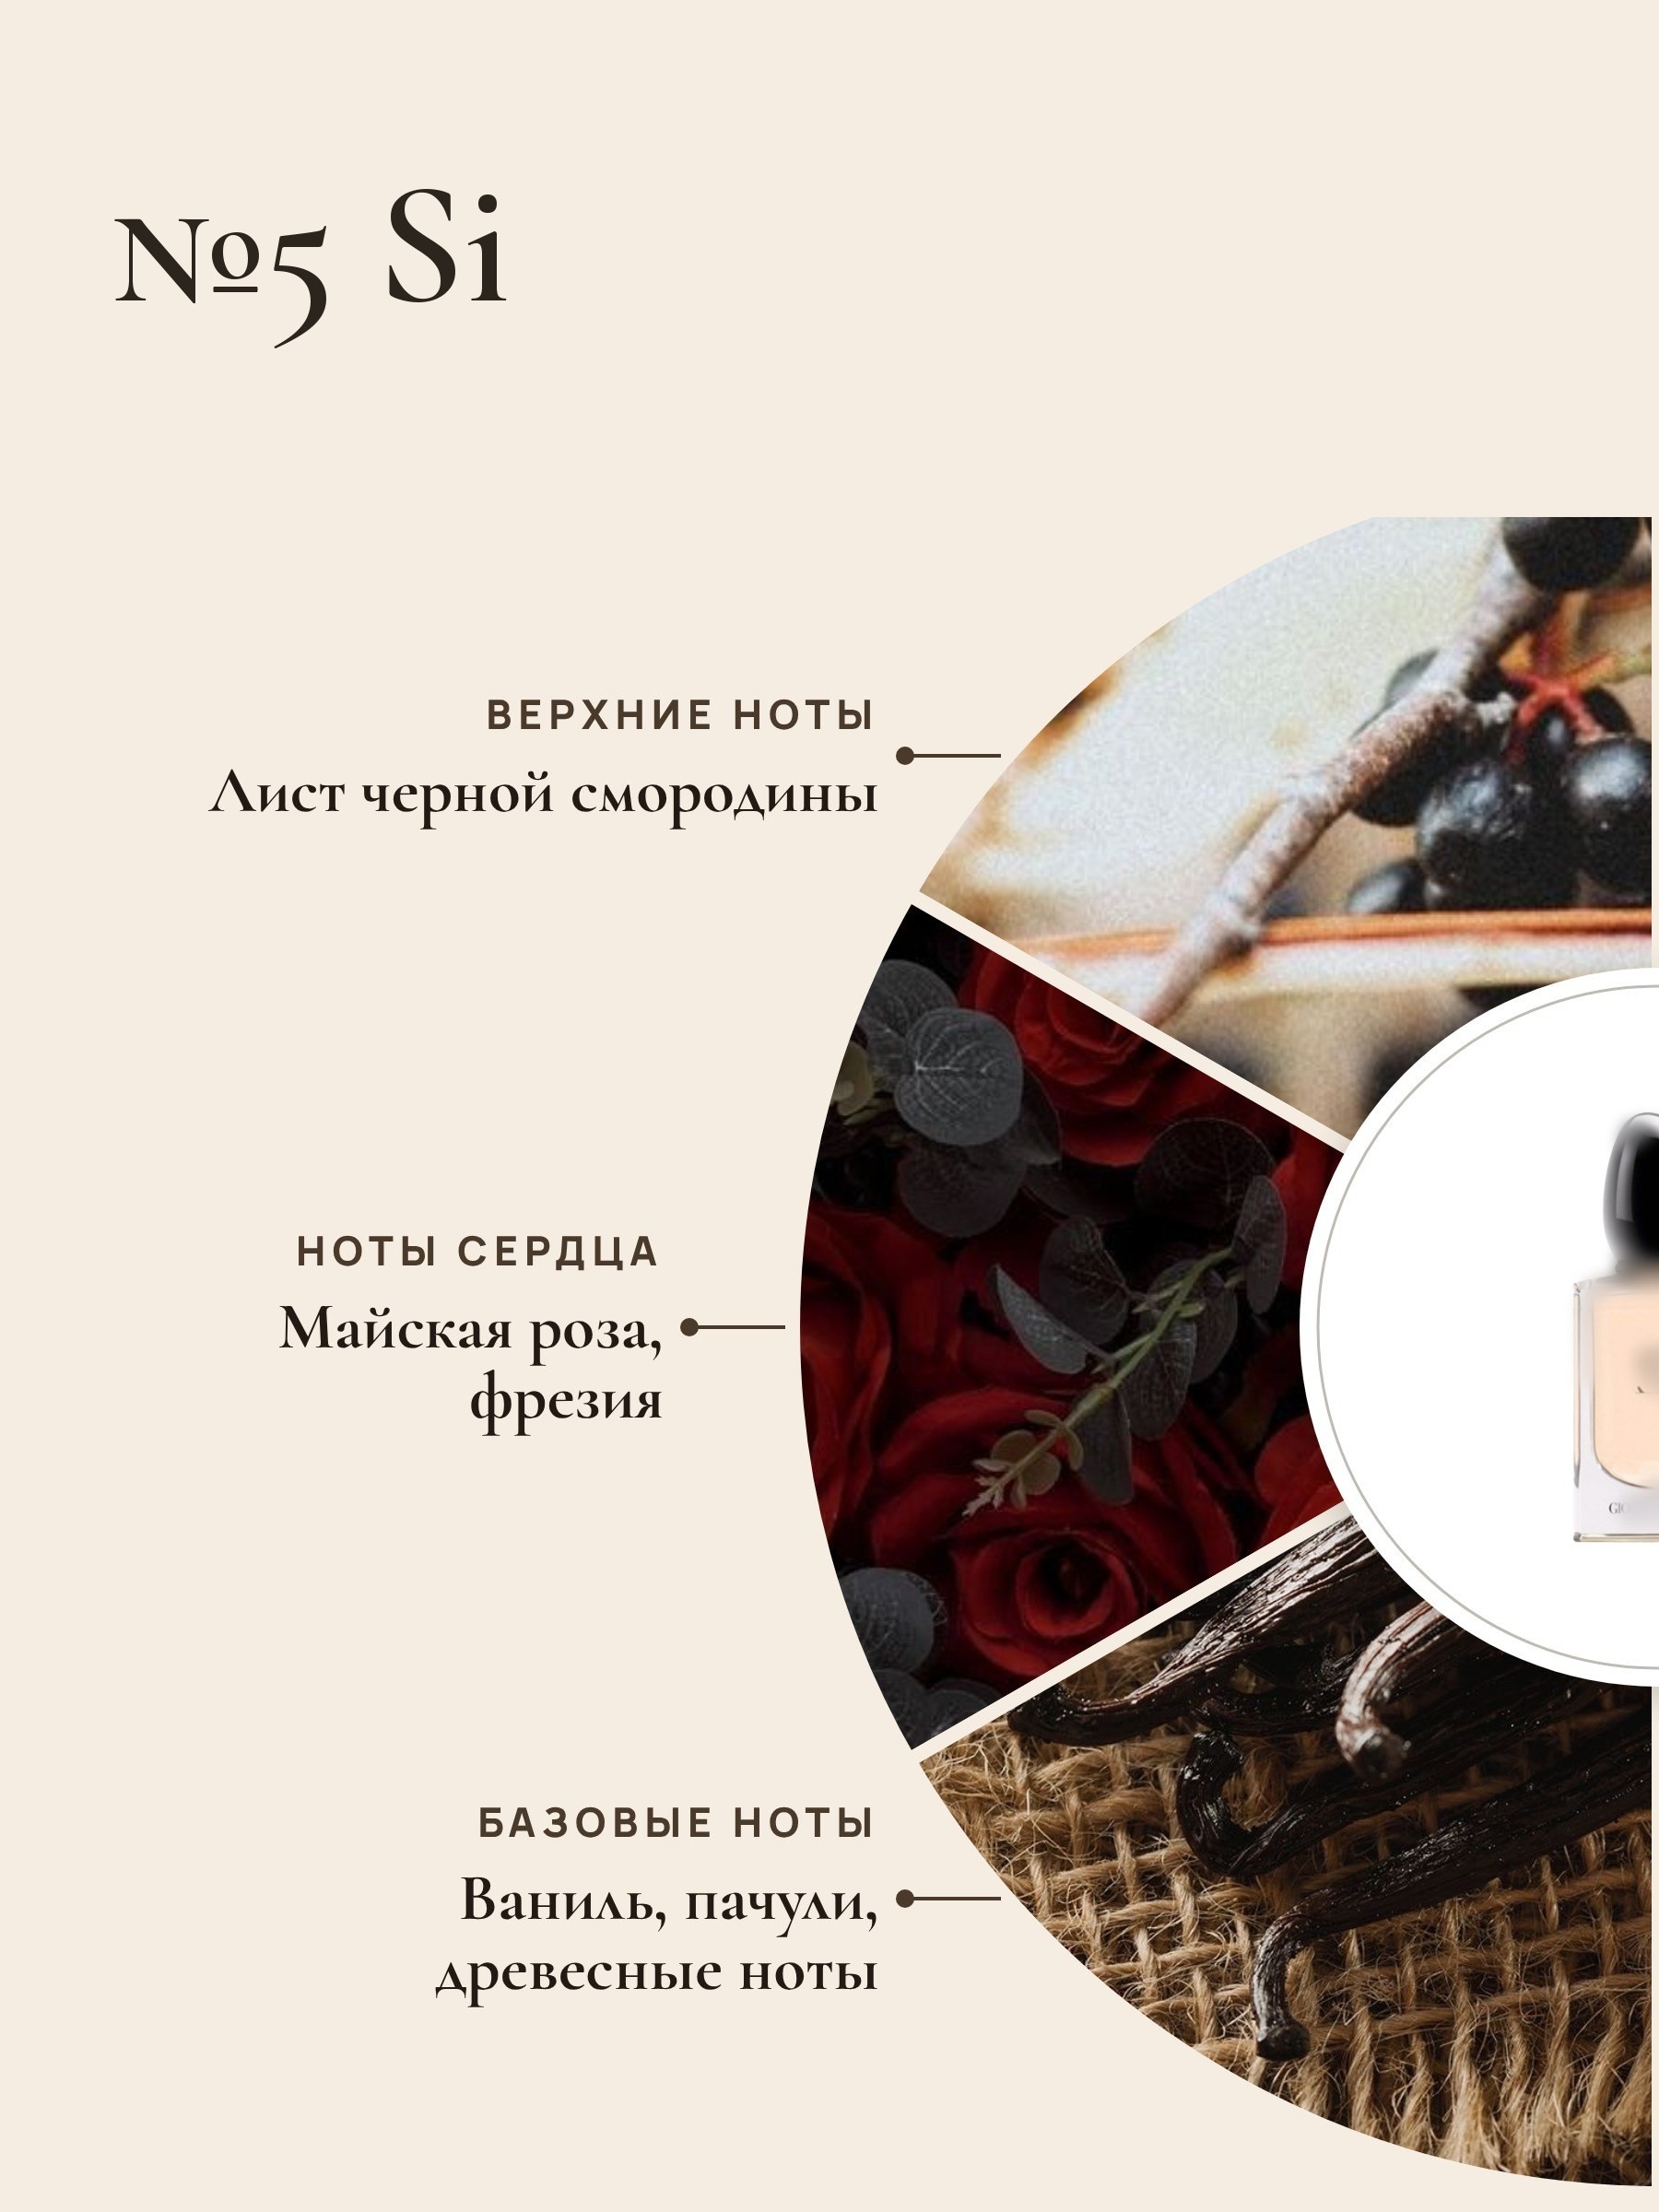 №5 Si
ВЕРХНИЕ НОТЫ
Лист черной смородины
НОТЫ СЕРДЦА
Майская роза,
фрезия
БАЗОВЫЕ НОТЫ
Ваниль, пачули,
древесные ноты